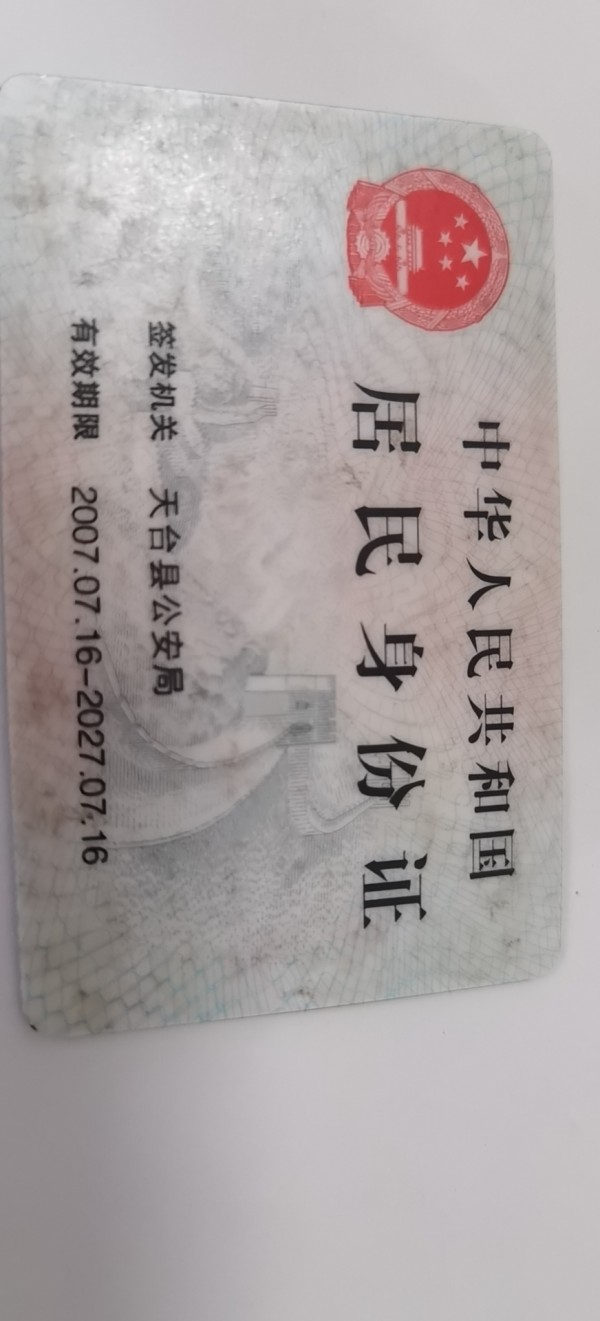 中华人民共和国
居民身份证
签发机关 天台县公安局
有效期限 2007.07.16-2027.07.16